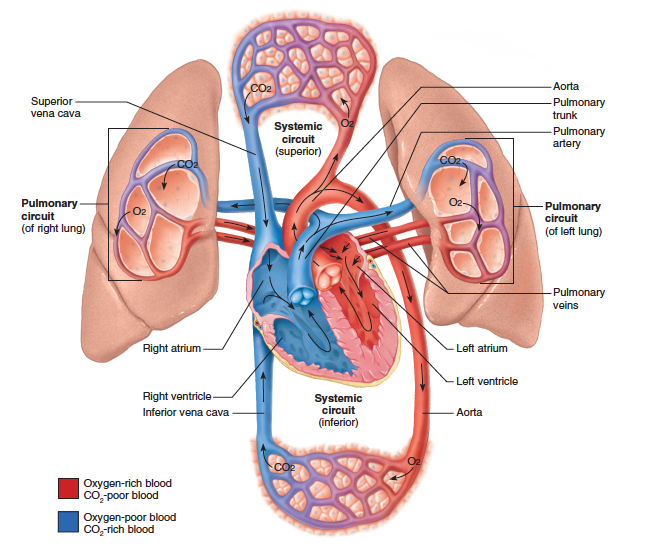 CO2
Superior
vena cava
Systemic
circuit
(superior)
O2
Aorta
Pulmonary
trunk
Pulmonary
artery
CO2
O2
Pulmonary
circuit
(of right lung)
CO2
O2
Pulmonary
circuit
(of left lung)
Pulmonary
veins
Right atrium
Left atrium
Left ventricle
Right ventricle
Inferior vena cava
Systemic
circuit
(inferior)
Aorta
CO2
O2
Oxygen-rich blood
CO₂-poor blood
Oxygen-poor blood
CO₂-rich blood